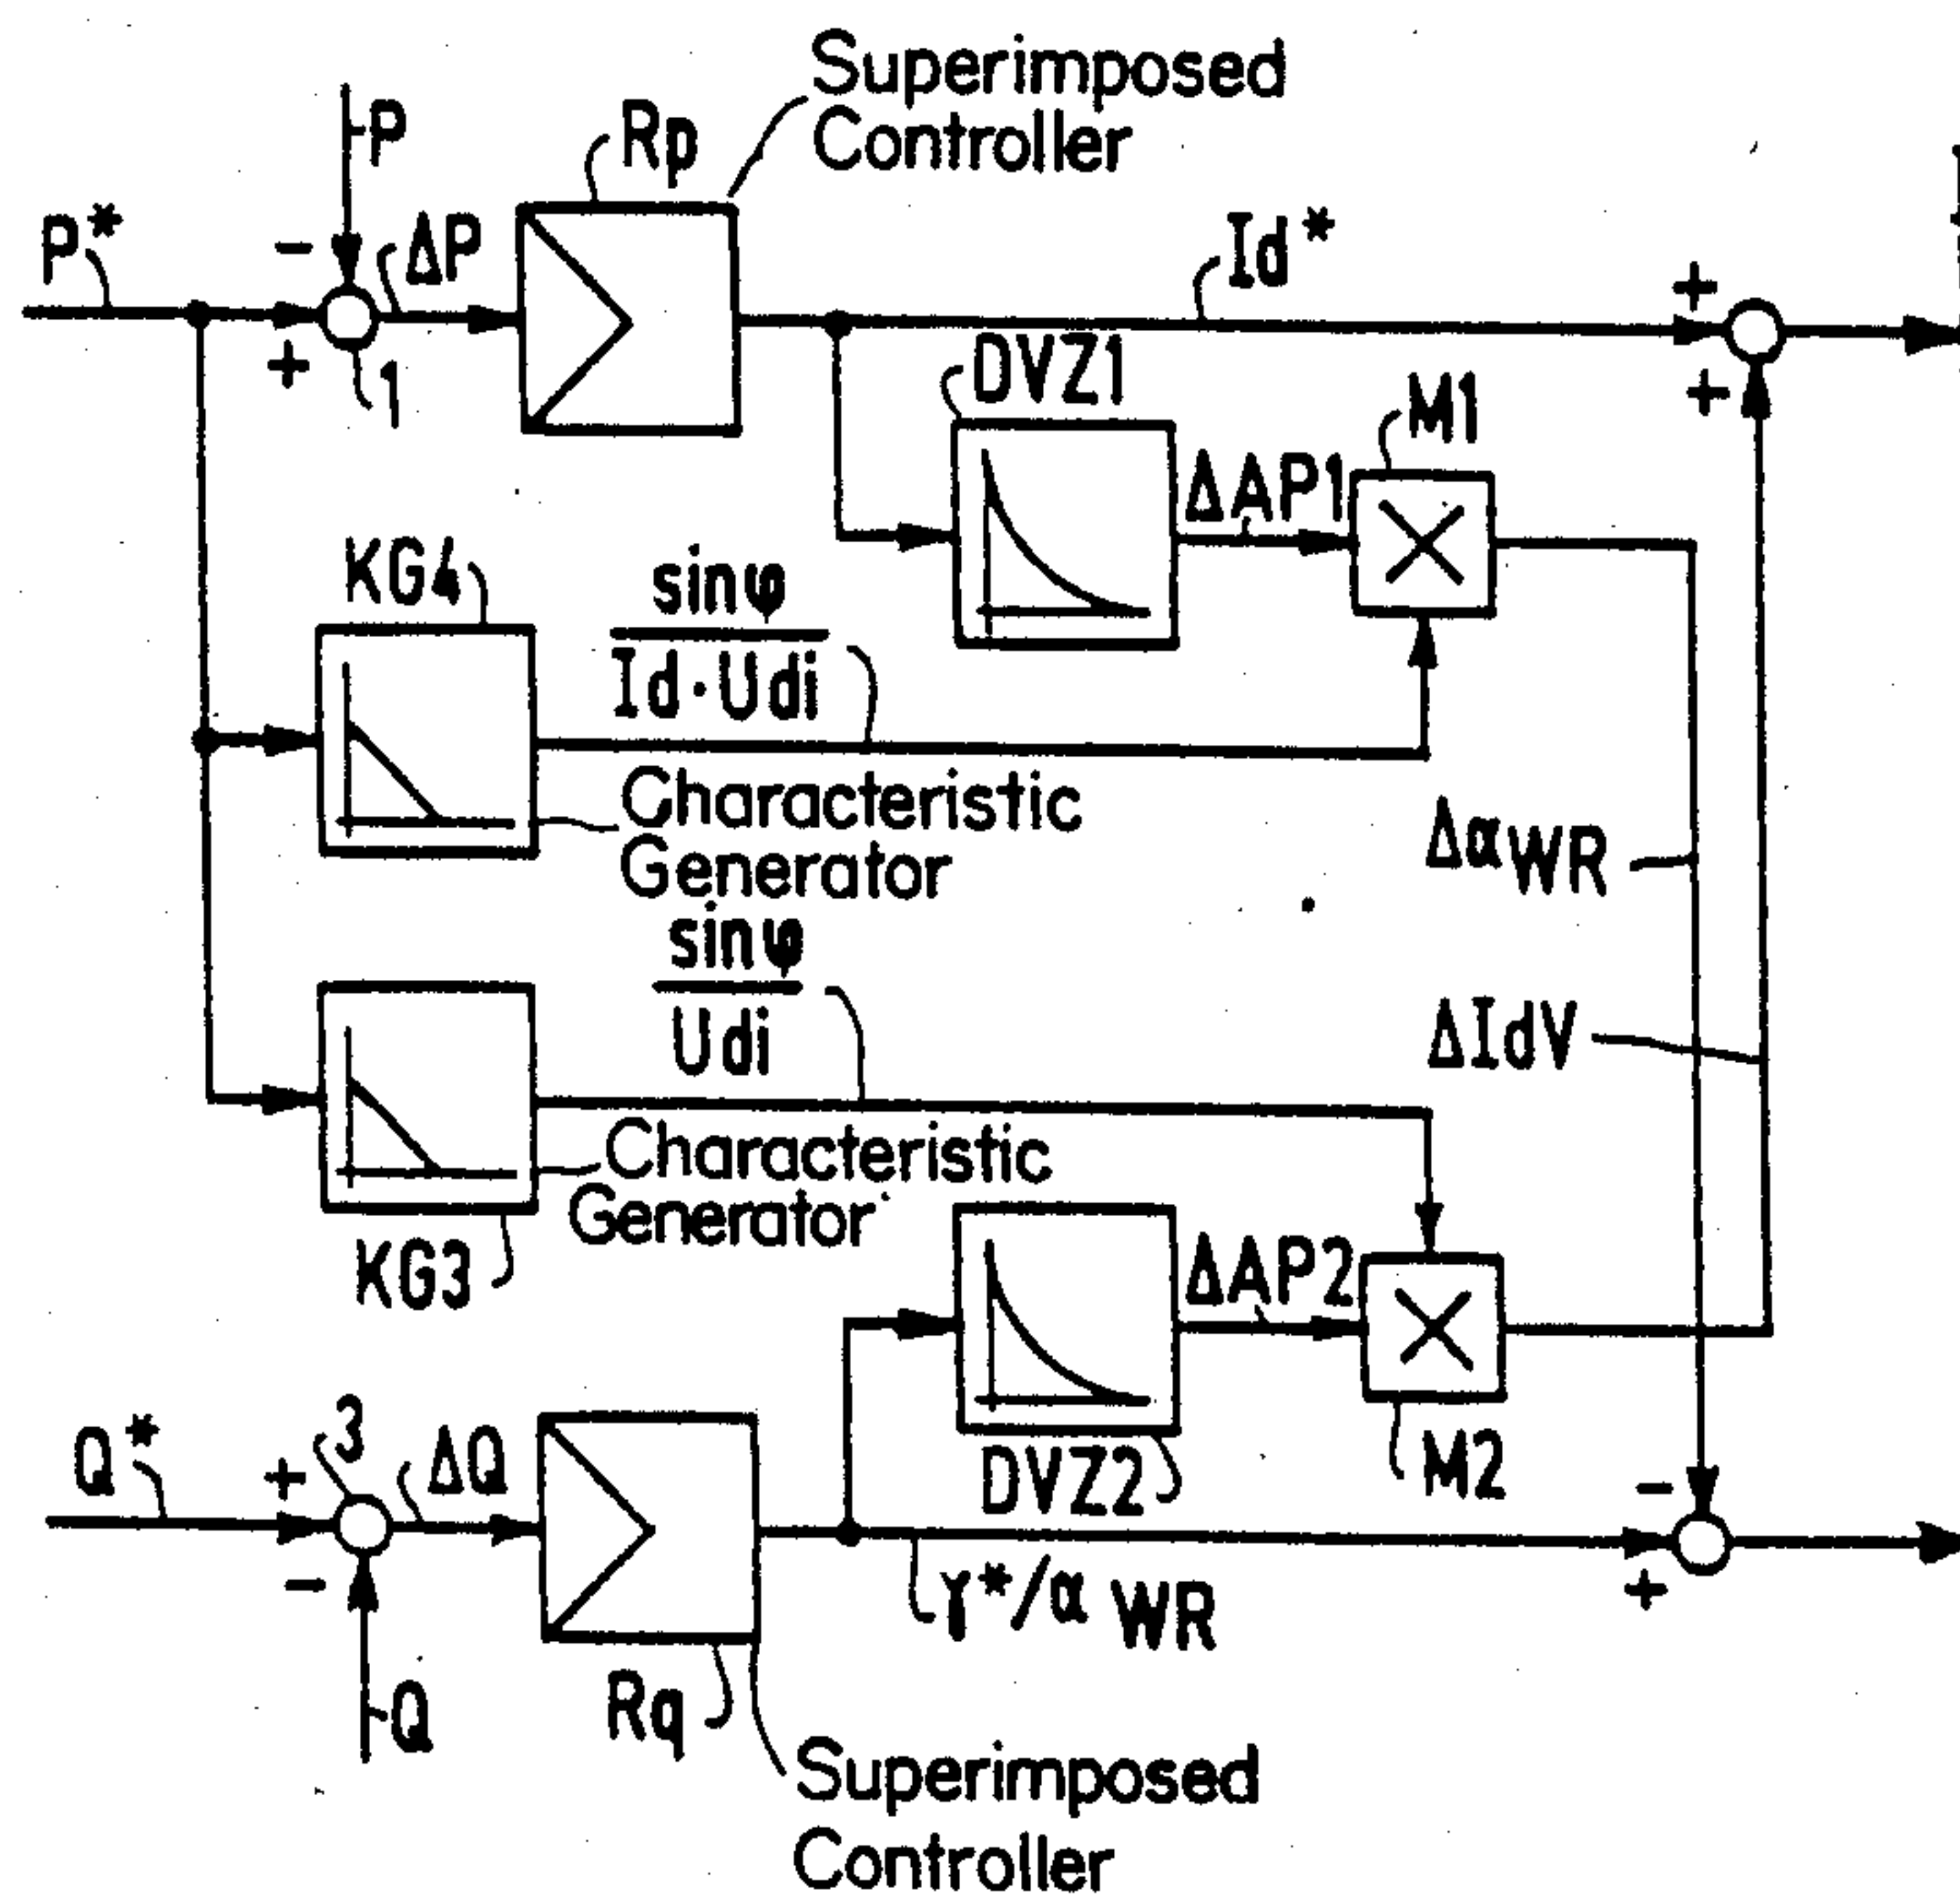 Superimposed
Controller
P
Rp
P*
-
ΔP
Id*
+
+
1
+
DVZ1
M1
ΔAP1
KG4
sinφ
Id·Udi
Characteristic
Generator
ΔαWR
sinφ
Udi
ΔIdV
Characteristic
Generator
KG3
ΔAP2
Q*
3
+
ΔQ
DVZ2
M2
-
-
γ*/α WR
+
Q
Rq
Superimposed
Controller